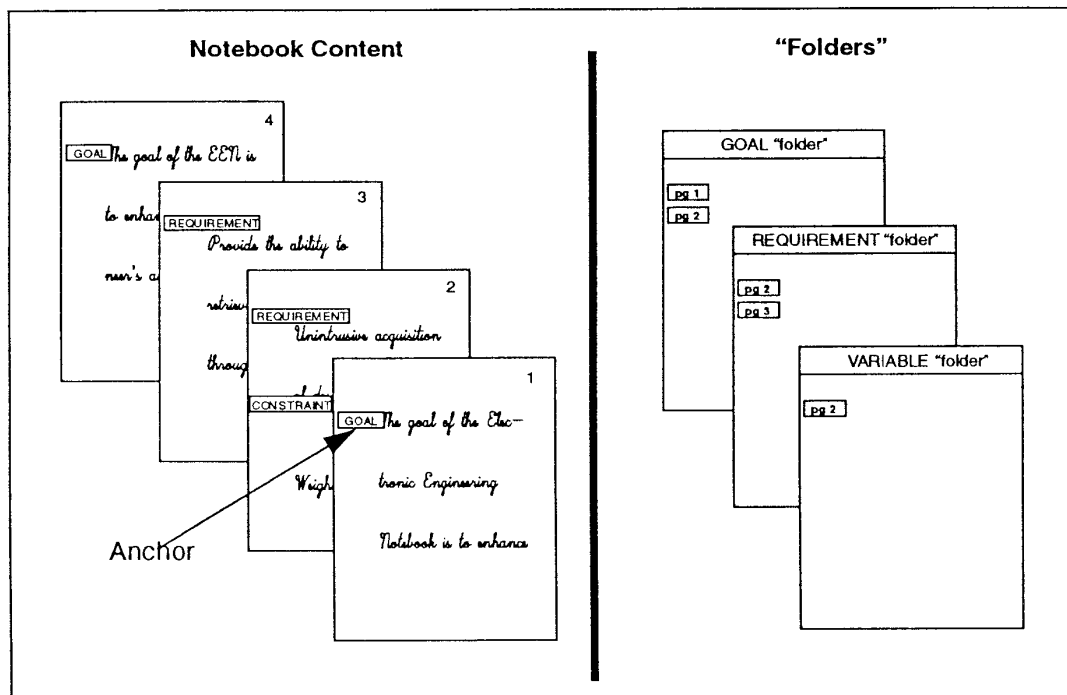 Notebook Content
"Folders"
4
GOAL The goal of the EEN is
to enhan
neer's a
3
REQUIREMENT
Provide the ability to
retriev
throug
2
REQUIREMENT
Unintrusive acquisition
CONSTRAINT
Weigh
1
GOAL The goal of the Elec-
tronic Engineering
Notebook is to enhance
Anchor
GOAL "folder"
pg 1
pg 2
REQUIREMENT "folder"
pg 2
pg 3
VARIABLE "folder"
pg 2